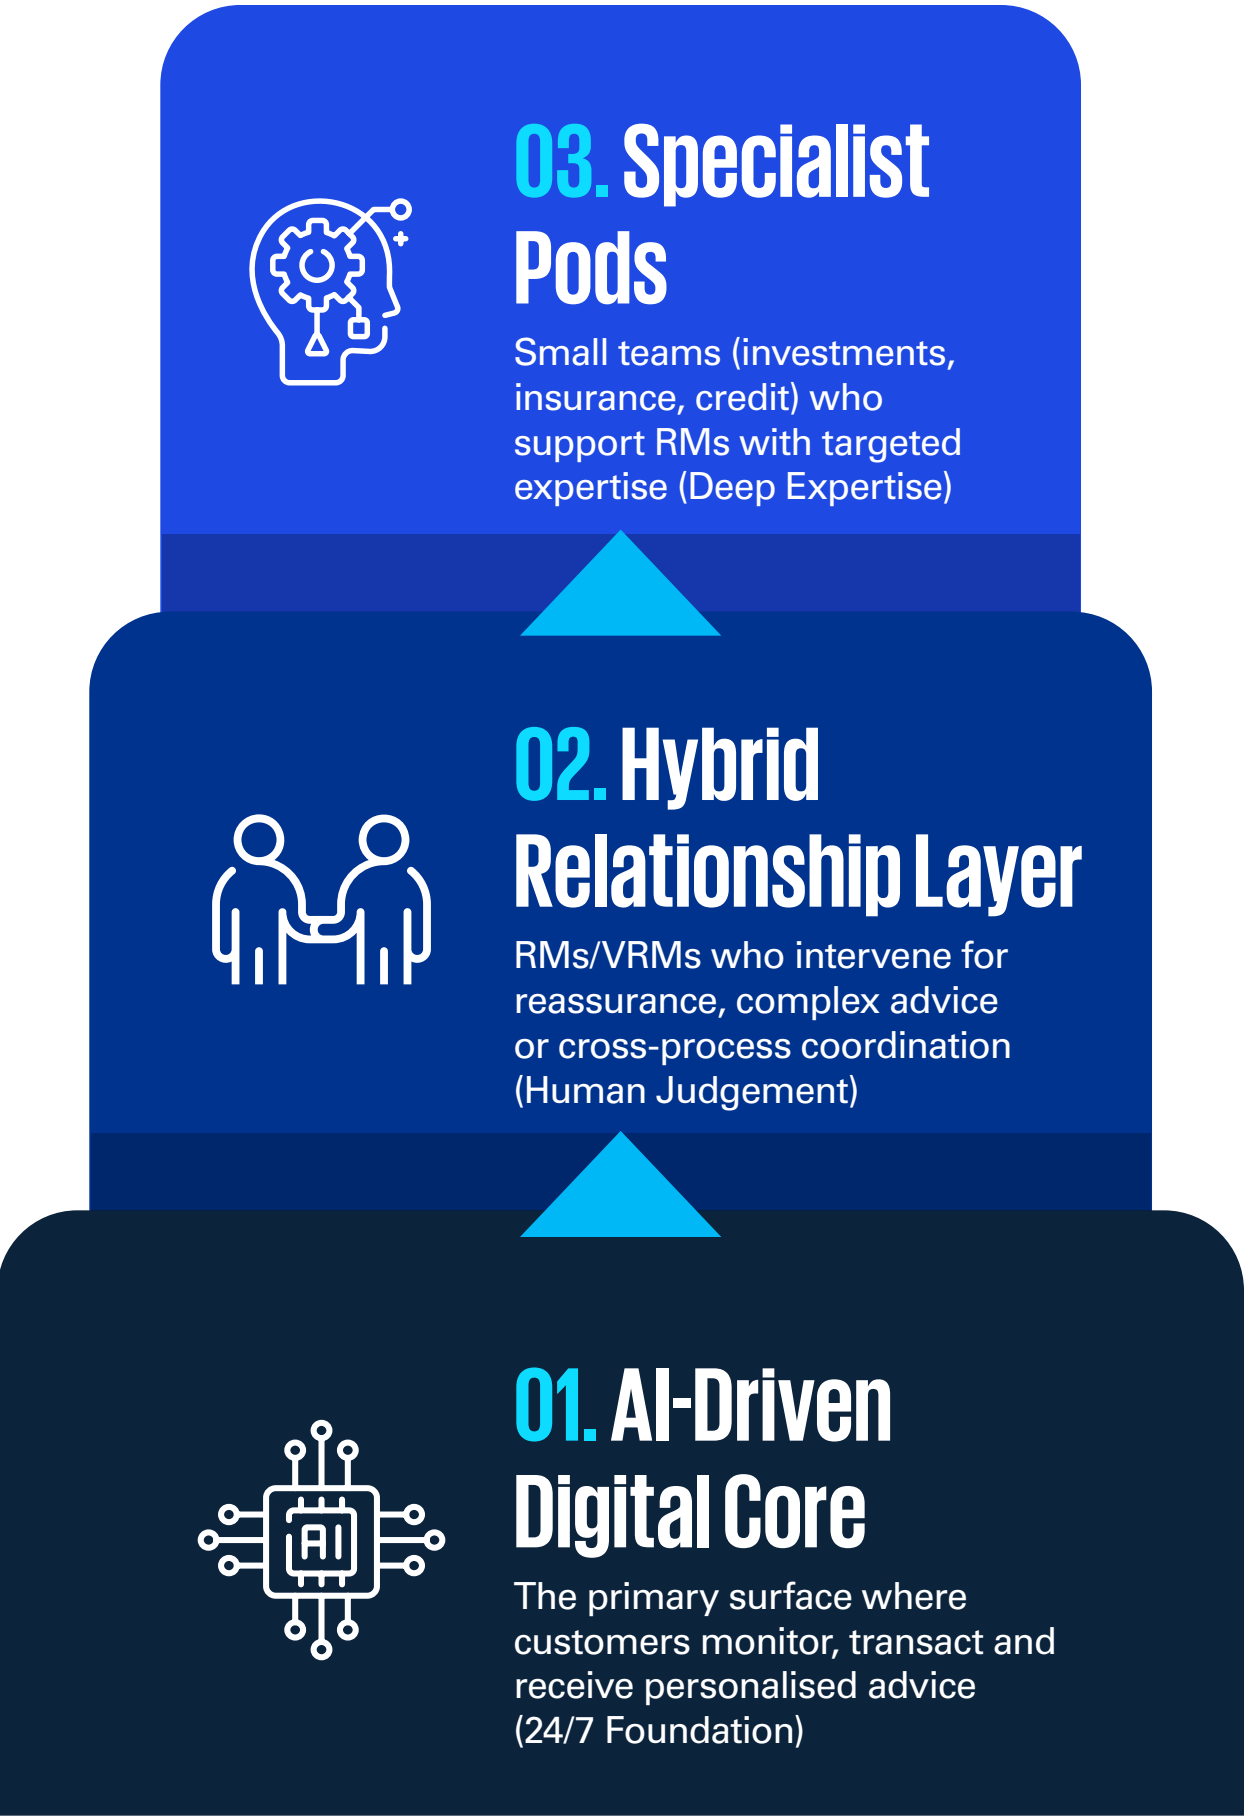 03. Specialist
Pods
Small teams (investments,
insurance, credit) who
support RMs with targeted
expertise (Deep Expertise)
02. Hybrid
Relationship Layer
RMs/VRMs who intervene for
reassurance, complex advice
or cross-process coordination
(Human Judgement)
AI
01. AI-Driven
Digital Core
The primary surface where
customers monitor, transact and
receive personalised advice
(24/7 Foundation)